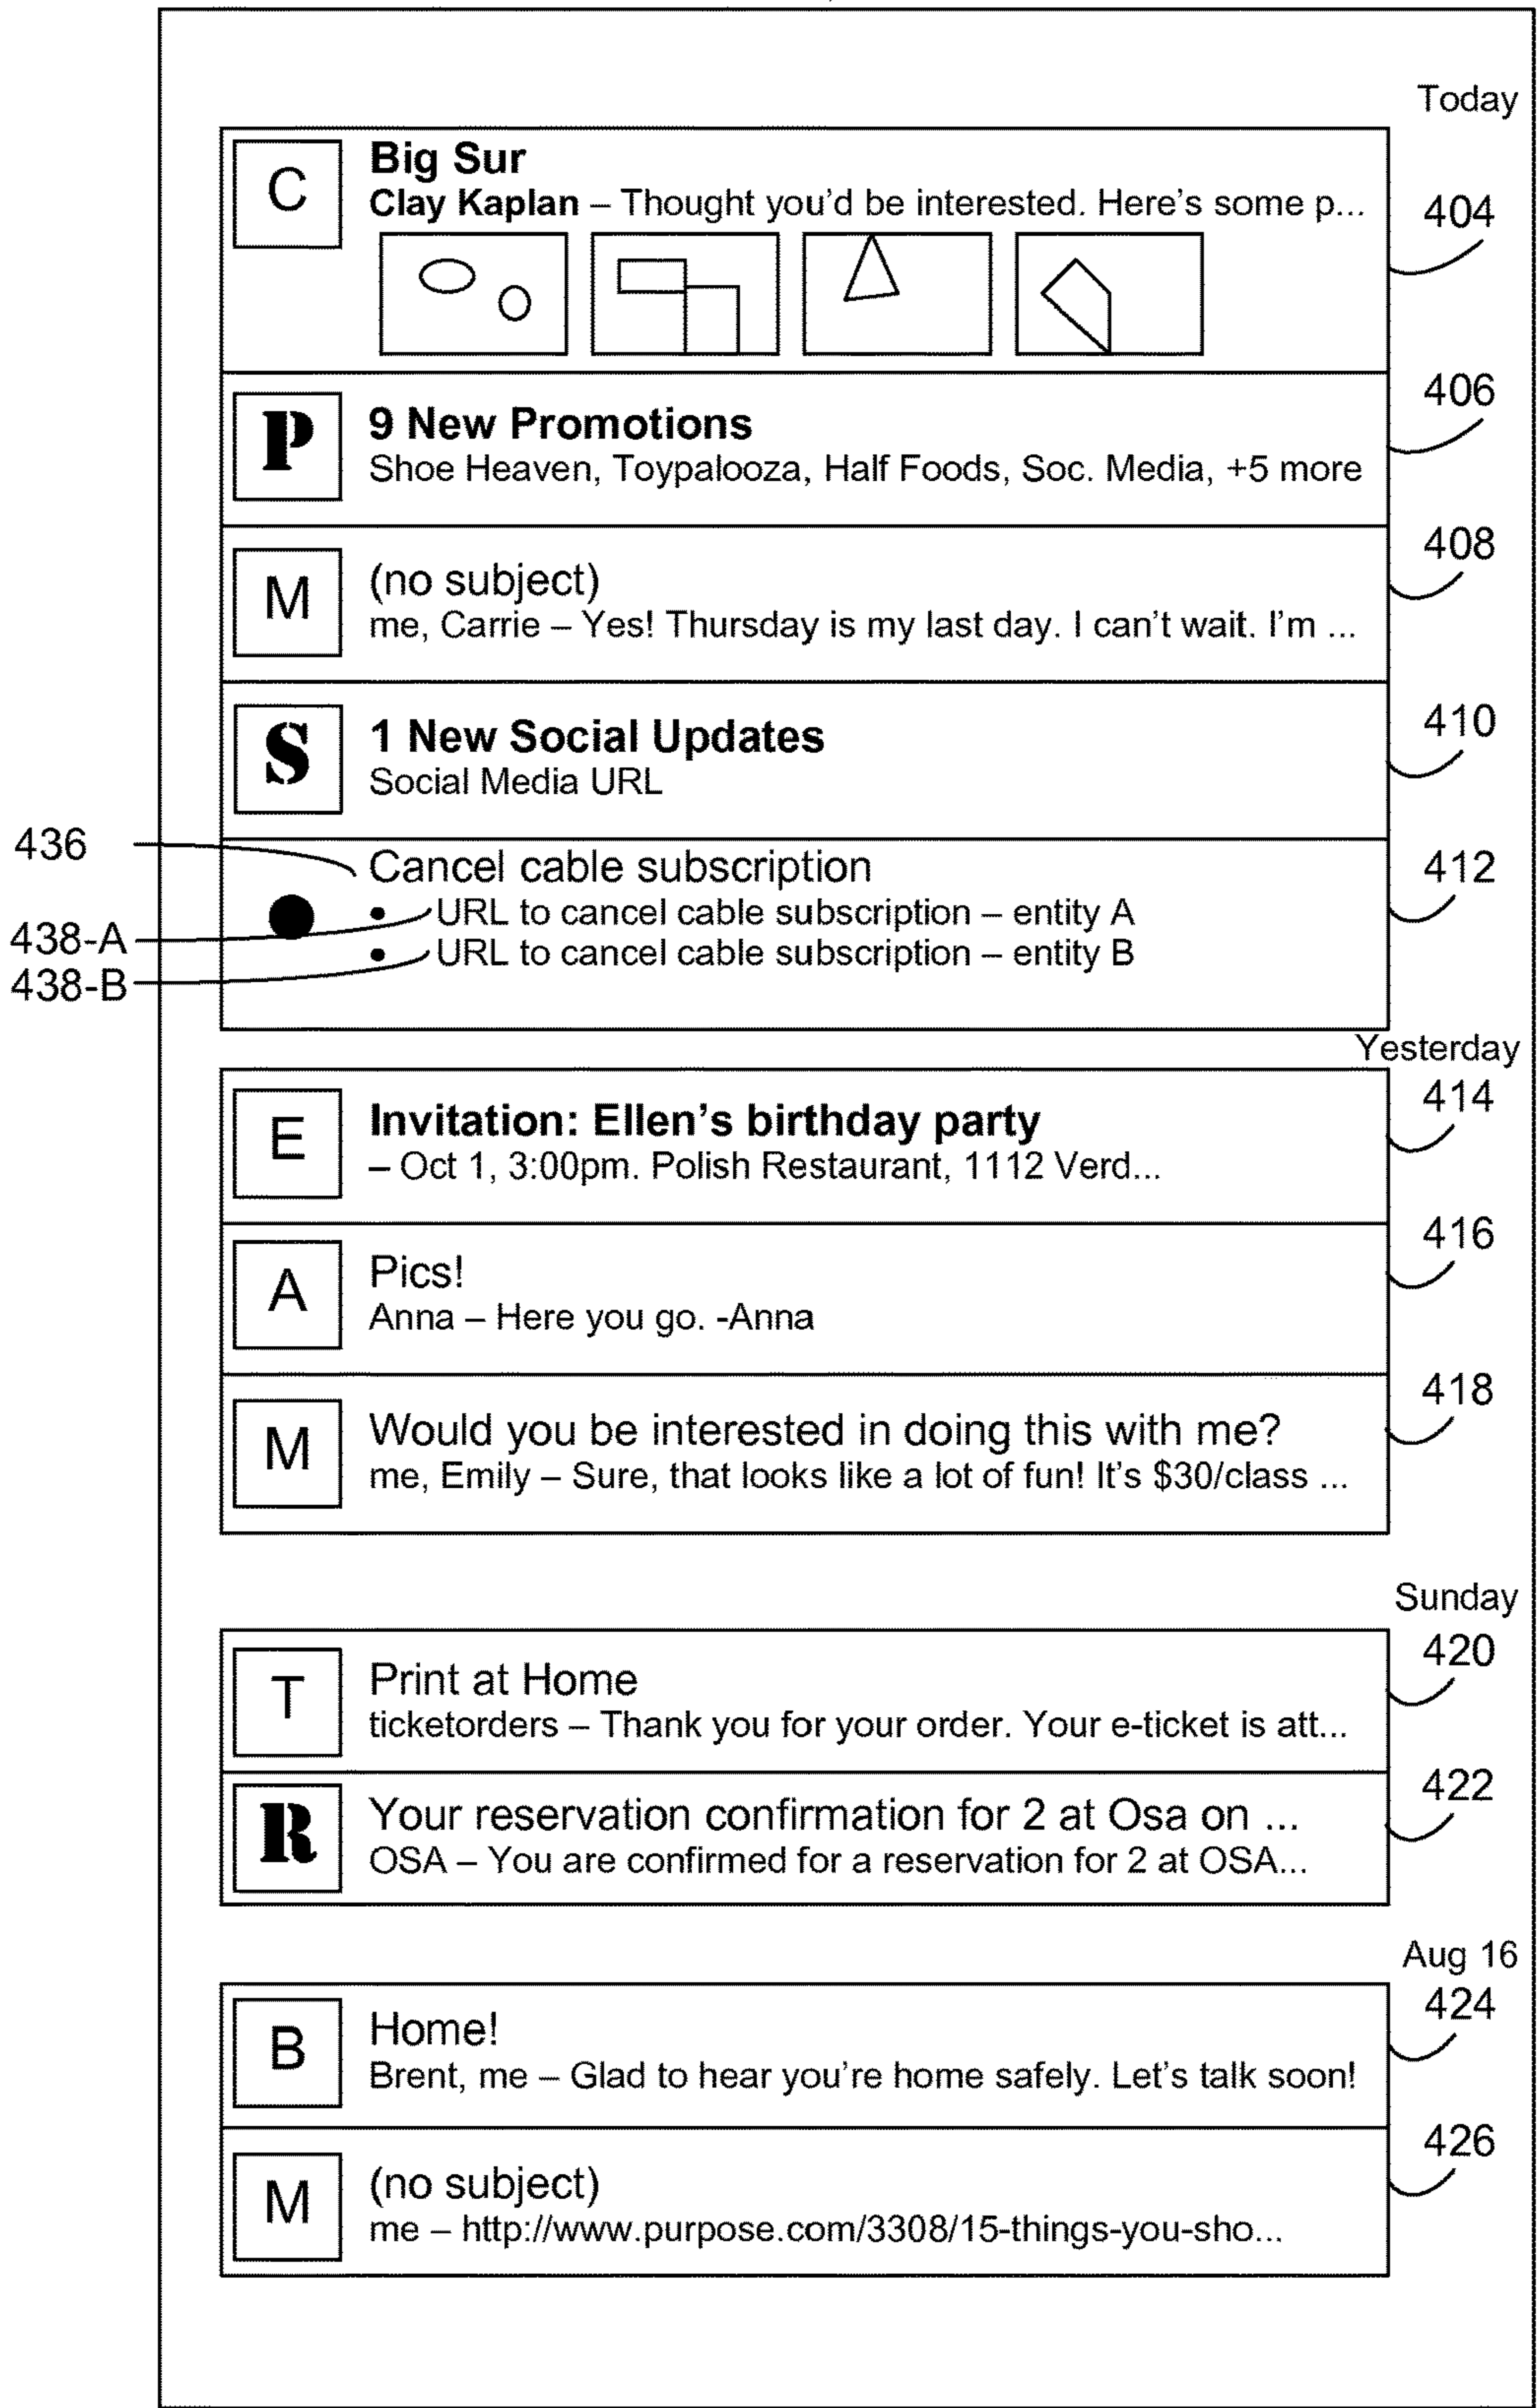 Today
C
Big Sur
Clay Kaplan – Thought you'd be interested. Here's some p...
404
P
9 New Promotions
Shoe Heaven, Toypalooza, Half Foods, Soc. Media, +5 more
406
M
(no subject)
me, Carrie – Yes! Thursday is my last day. I can't wait. I'm ...
408
S
1 New Social Updates
Social Media URL
410
436
Cancel cable subscription
• URL to cancel cable subscription – entity A
• URL to cancel cable subscription – entity B
438-A
438-B
412
Yesterday
E
Invitation: Ellen's birthday party
– Oct 1, 3:00pm. Polish Restaurant, 1112 Verd...
414
A
Pics!
Anna – Here you go. -Anna
416
M
Would you be interested in doing this with me?
me, Emily – Sure, that looks like a lot of fun! It's $30/class ...
418
Sunday
T
Print at Home
ticketorders – Thank you for your order. Your e-ticket is att...
420
R
Your reservation confirmation for 2 at Osa on ...
OSA – You are confirmed for a reservation for 2 at OSA...
422
Aug 16
B
Home!
Brent, me – Glad to hear you're home safely. Let's talk soon!
424
M
(no subject)
me – http://www.purpose.com/3308/15-things-you-sho...
426